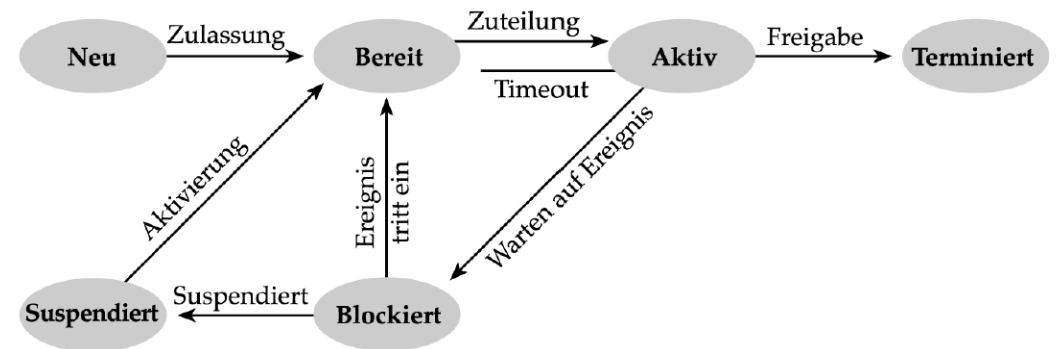 Neu
Zulassung
Bereit
Zuteilung
Timeout
Aktiv
Freigabe
Terminiert
Aktivierung
Ereignis
tritt ein
Warten auf Ereignis
Suspendiert
Suspendiert
Blockiert